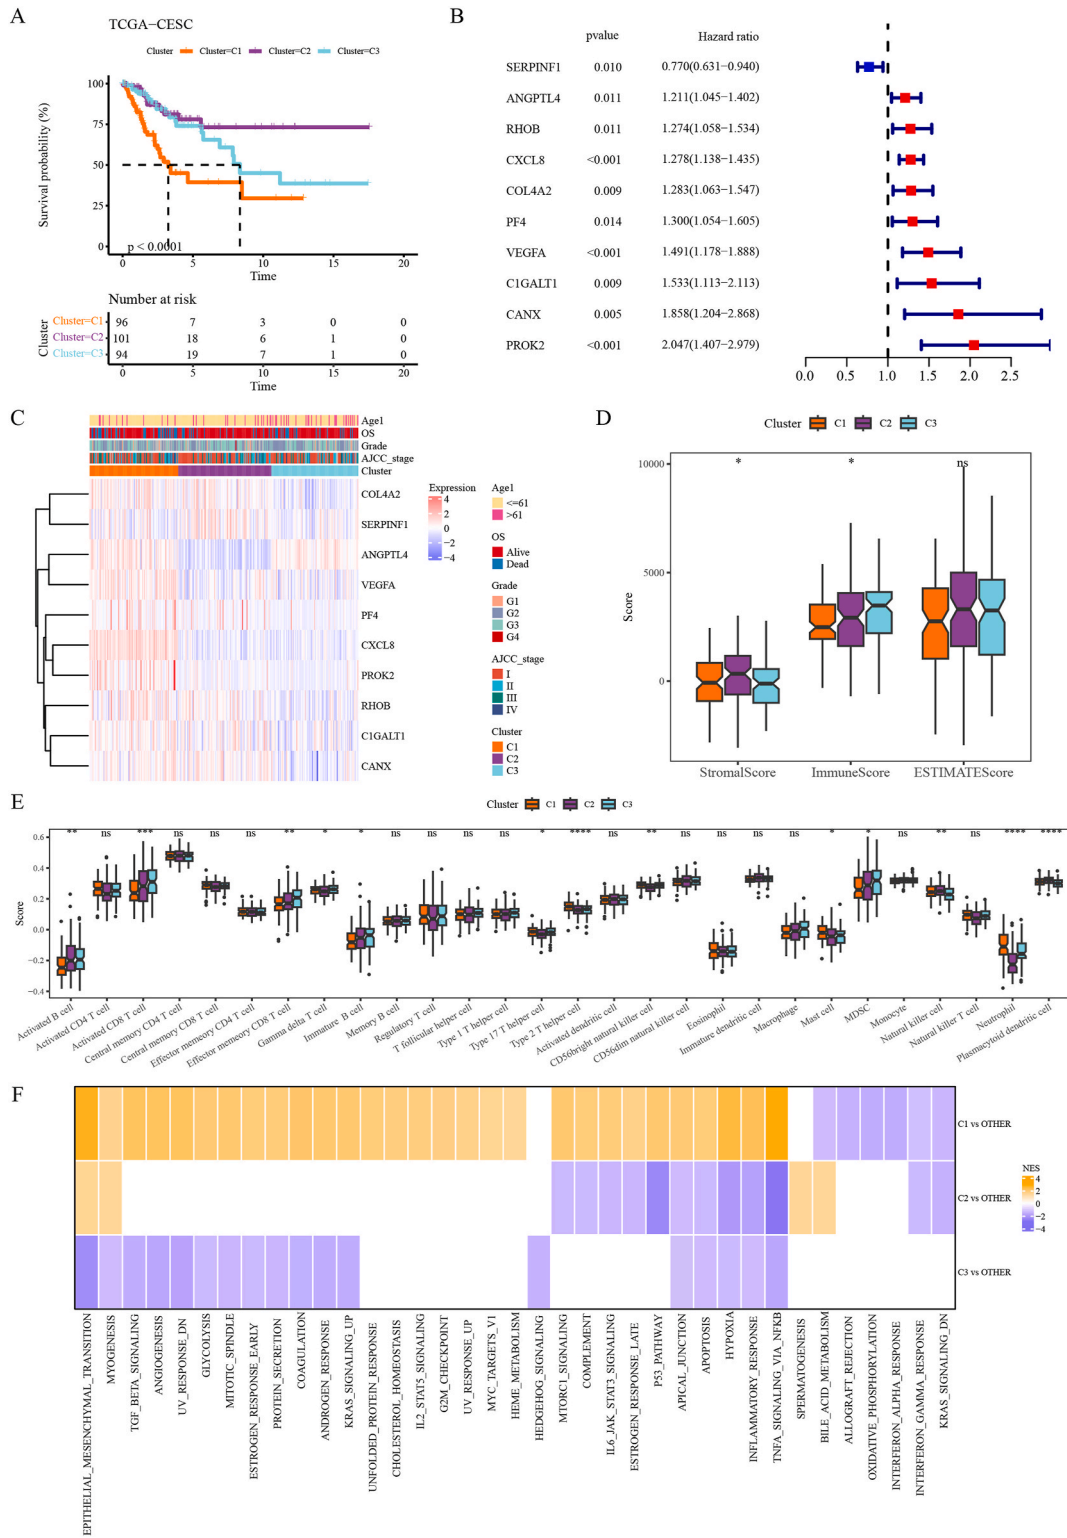 A
TCGA−CESC
Cluster Cluster=C1 Cluster=C2 Cluster=C3
Survival probability (%)
100
75
50
25
0
p < 0.0001
0 5 10 15 20
Time
Number at risk
Cluster
Cluster=C1 96 7 3 0 0
Cluster=C2 101 18 6 1 0
Cluster=C3 94 19 7 1 0
0 5 10 15 20
Time
B
pvalue Hazard ratio
SERPINF1 0.010 0.770(0.631−0.940)
ANGPTL4 0.011 1.211(1.045−1.402)
RHOB 0.011 1.274(1.058−1.534)
CXCL8 <0.001 1.278(1.138−1.435)
COL4A2 0.009 1.283(1.063−1.547)
PF4 0.014 1.300(1.054−1.605)
VEGFA <0.001 1.491(1.178−1.888)
C1GALT1 0.009 1.533(1.113−2.113)
CANX 0.005 1.858(1.204−2.868)
PROK2 <0.001 2.047(1.407−2.979)
0.0 0.5 1.0 1.5 2.0 2.5
C
Age1
OS
Grade
AJCC_stage
Cluster
COL4A2
SERPINF1
ANGPTL4
VEGFA
PF4
CXCL8
PROK2
RHOB
C1GALT1
CANX
Expression
4
2
0
−2
−4
Age1
<=61
>61
OS
Alive
Dead
Grade
G1
G2
G3
G4
AJCC_stage
I
II
III
IV
Cluster
C1
C2
C3
D
Cluster C1 C2 C3
* * ns
Score
10000
5000
0
StromalScore ImmuneScore ESTIMATEScore
E
Cluster C1 C2 C3
** ns *** ns ns ns ** * * ns ns ns ns * **** ns ** ns ns ns ns * * ns ** ns **** ****
Score
0.6
0.4
0.2
0.0
−0.2
−0.4
Activated B cell
Activated CD4 T cell
Activated CD8 T cell
Central memory CD4 T cell
Central memory CD8 T cell
Effector memory CD4 T cell
Effector memory CD8 T cell
Gamma delta T cell
Immature B cell
Memory B cell
Regulatory T cell
T follicular helper cell
Type 1 T helper cell
Type 17 T helper cell
Type 2 T helper cell
Activated dendritic cell
CD56bright natural killer cell
CD56dim natural killer cell
Eosinophil
Immature dendritic cell
Macrophage
Mast cell
MDSC
Monocyte
Natural killer cell
Natural killer T cell
Neutrophil
Plasmacytoid dendritic cell
F
C1 vs OTHER
C2 vs OTHER
C3 vs OTHER
NES
4
2
0
−2
−4
EPITHELIAL_MESENCHYMAL_TRANSITION
MYOGENESIS
TGF_BETA_SIGNALING
ANGIOGENESIS
UV_RESPONSE_DN
GLYCOLYSIS
MITOTIC_SPINDLE
ESTROGEN_RESPONSE_EARLY
PROTEIN_SECRETION
COAGULATION
ANDROGEN_RESPONSE
KRAS_SIGNALING_UP
UNFOLDED_PROTEIN_RESPONSE
CHOLESTEROL_HOMEOSTASIS
IL2_STAT5_SIGNALING
G2M_CHECKPOINT
UV_RESPONSE_UP
MYC_TARGETS_V1
HEME_METABOLISM
HEDGEHOG_SIGNALING
MTORC1_SIGNALING
COMPLEMENT
IL6_JAK_STAT3_SIGNALING
ESTROGEN_RESPONSE_LATE
P53_PATHWAY
APICAL_JUNCTION
APOPTOSIS
HYPOXIA
INFLAMMATORY_RESPONSE
TNFA_SIGNALING_VIA_NFKB
SPERMATOGENESIS
BILE_ACID_METABOLISM
ALLOGRAFT_REJECTION
OXIDATIVE_PHOSPHORYLATION
INTERFERON_ALPHA_RESPONSE
INTERFERON_GAMMA_RESPONSE
KRAS_SIGNALING_DN